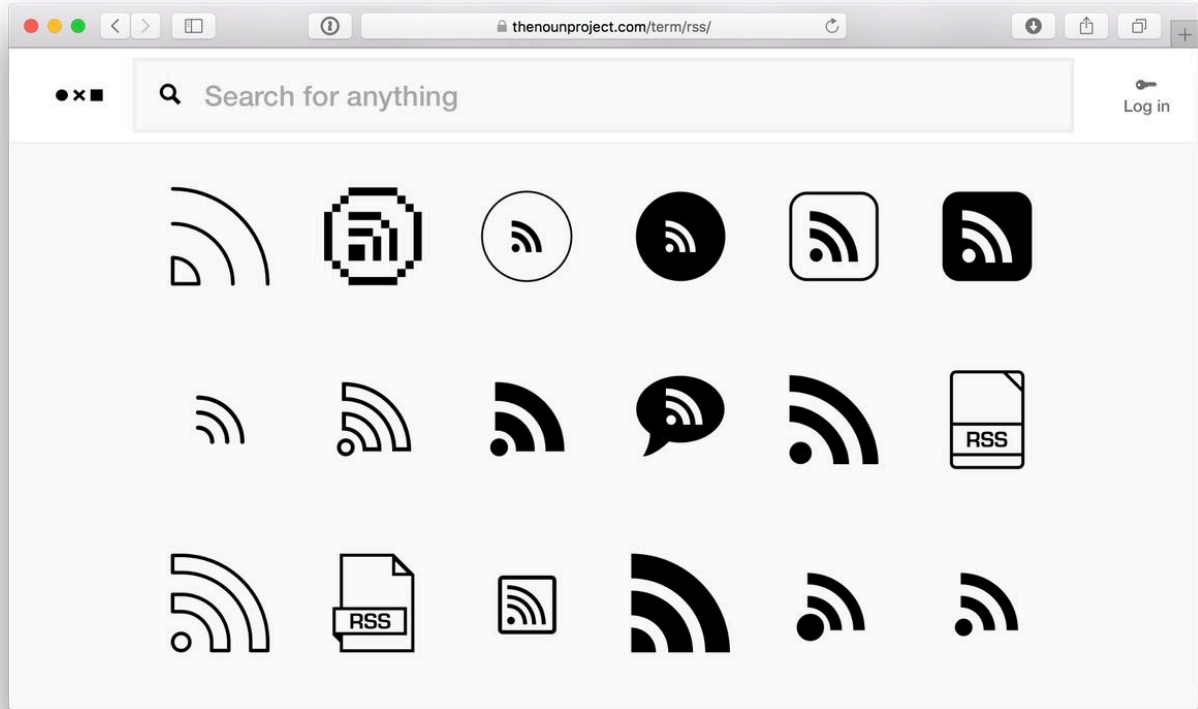 thenounproject.com/term/rss/
Search for anything
Log in
RSS
RSS